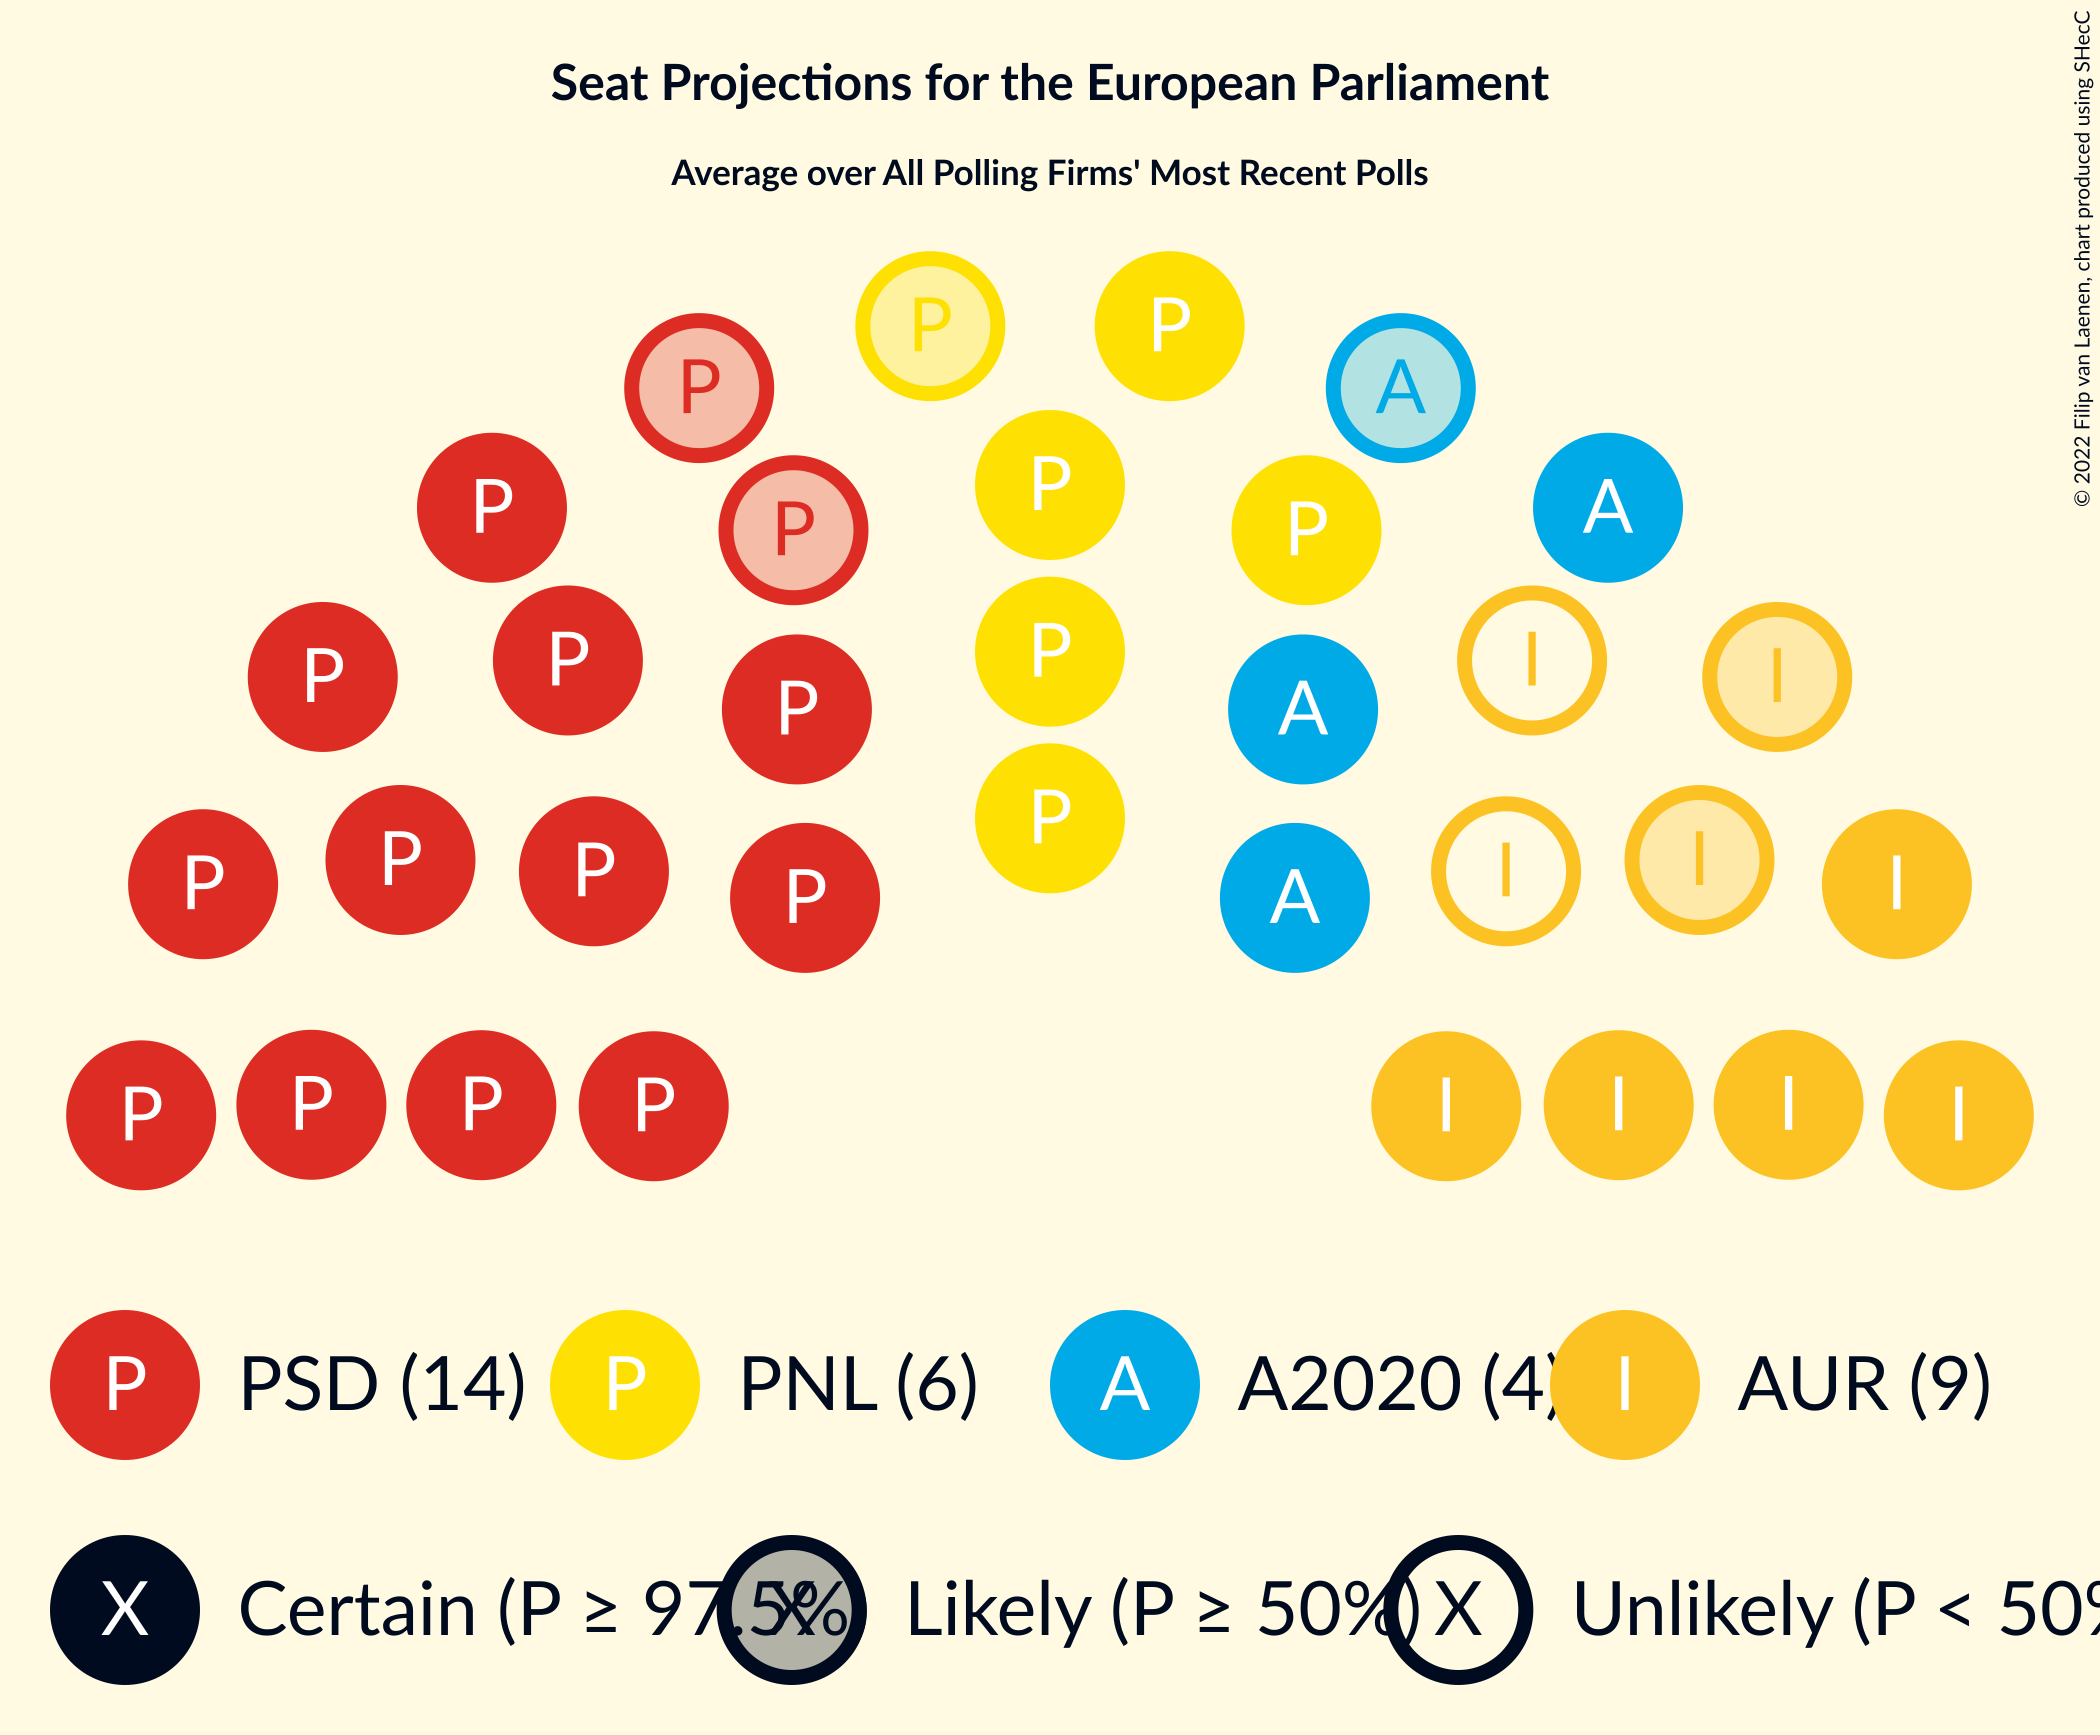 Seat Projections for the European Parliament
Average over All Polling Firms' Most Recent Polls
© 2022 Filip van Laenen, chart produced using SHecC
P P
P A
P P A
P P P
P P I I
P P A
P
P P P P A I I I
P P P P I I I I
P PSD (14) P PNL (6) A A2020 (4) I AUR (9)
X Certain (P ≥ 97.5% X Likely (P ≥ 50%) X Unlikely (P < 50%